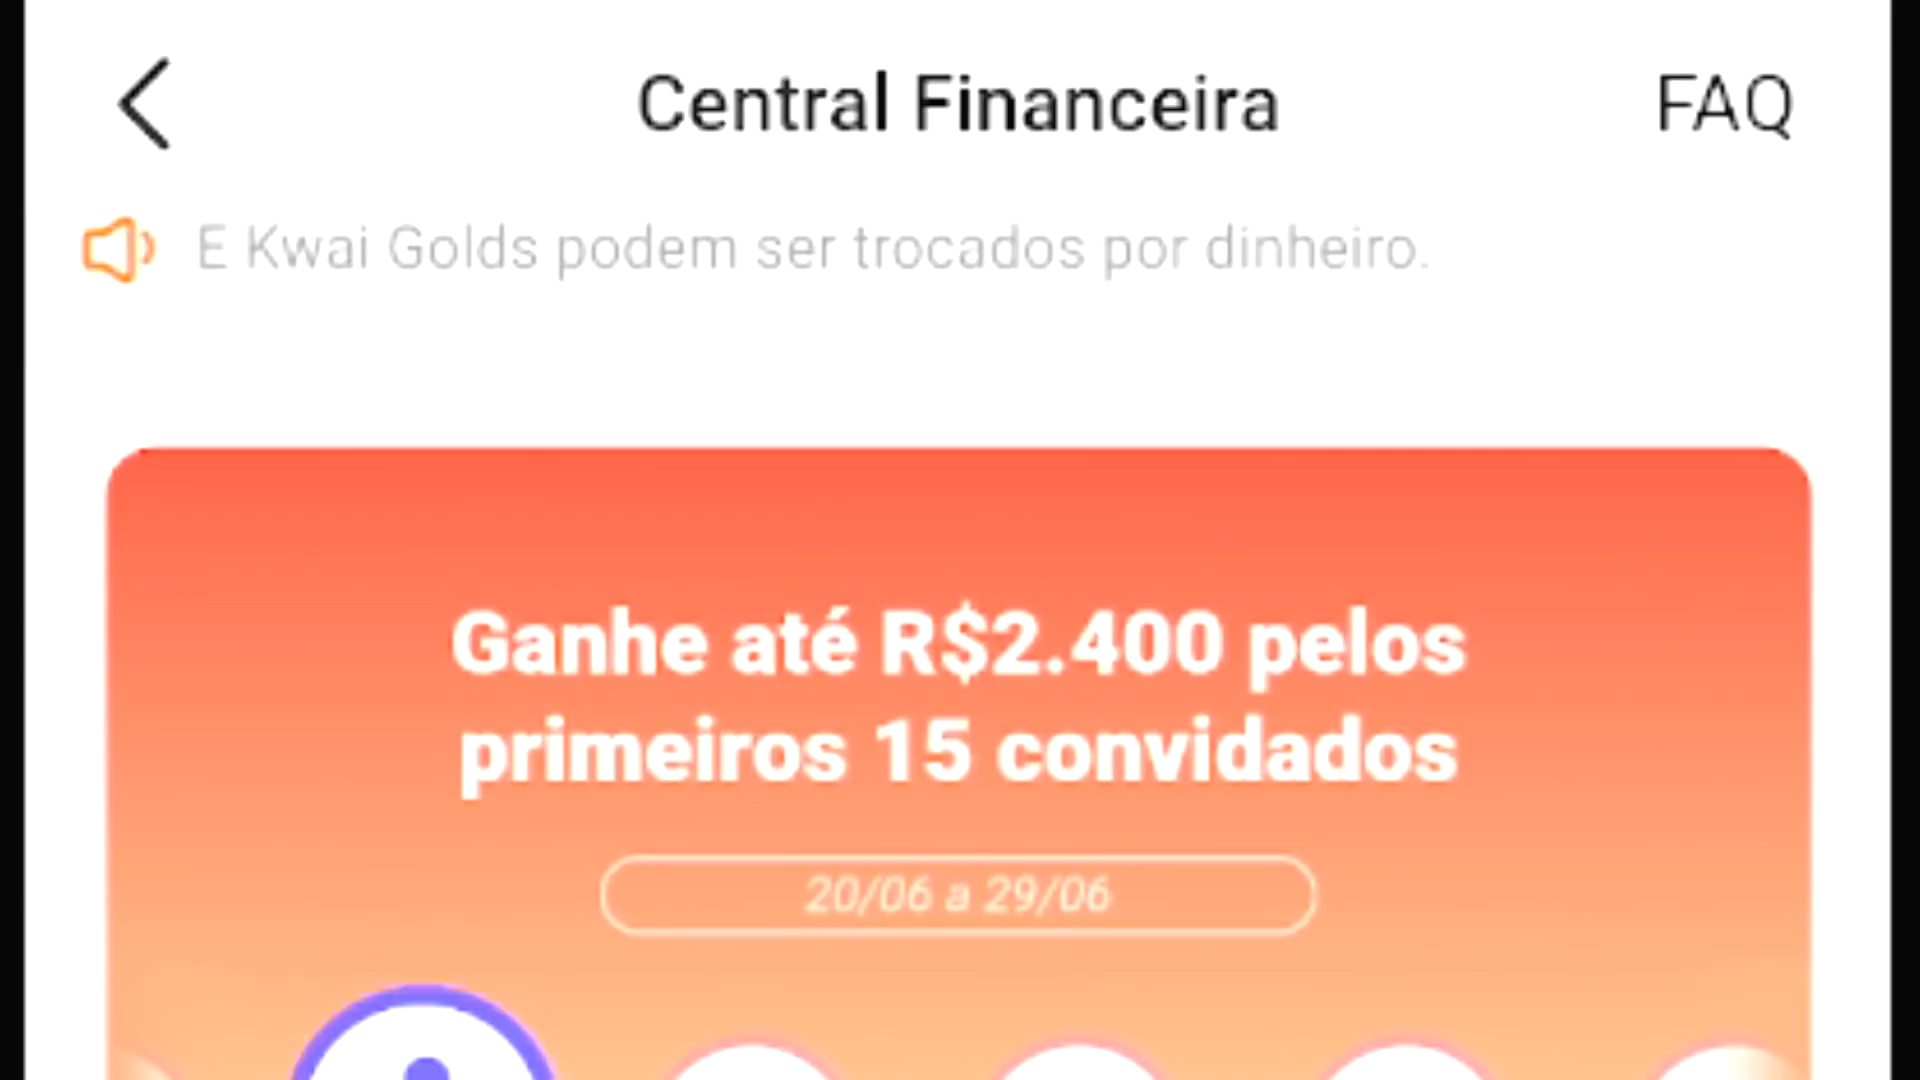 Central Financeira
FAQ
E Kwai Golds podem ser trocados por dinheiro.
Ganhe até R$2.400 pelos
primeiros 15 convidados
20/06 a 29/06